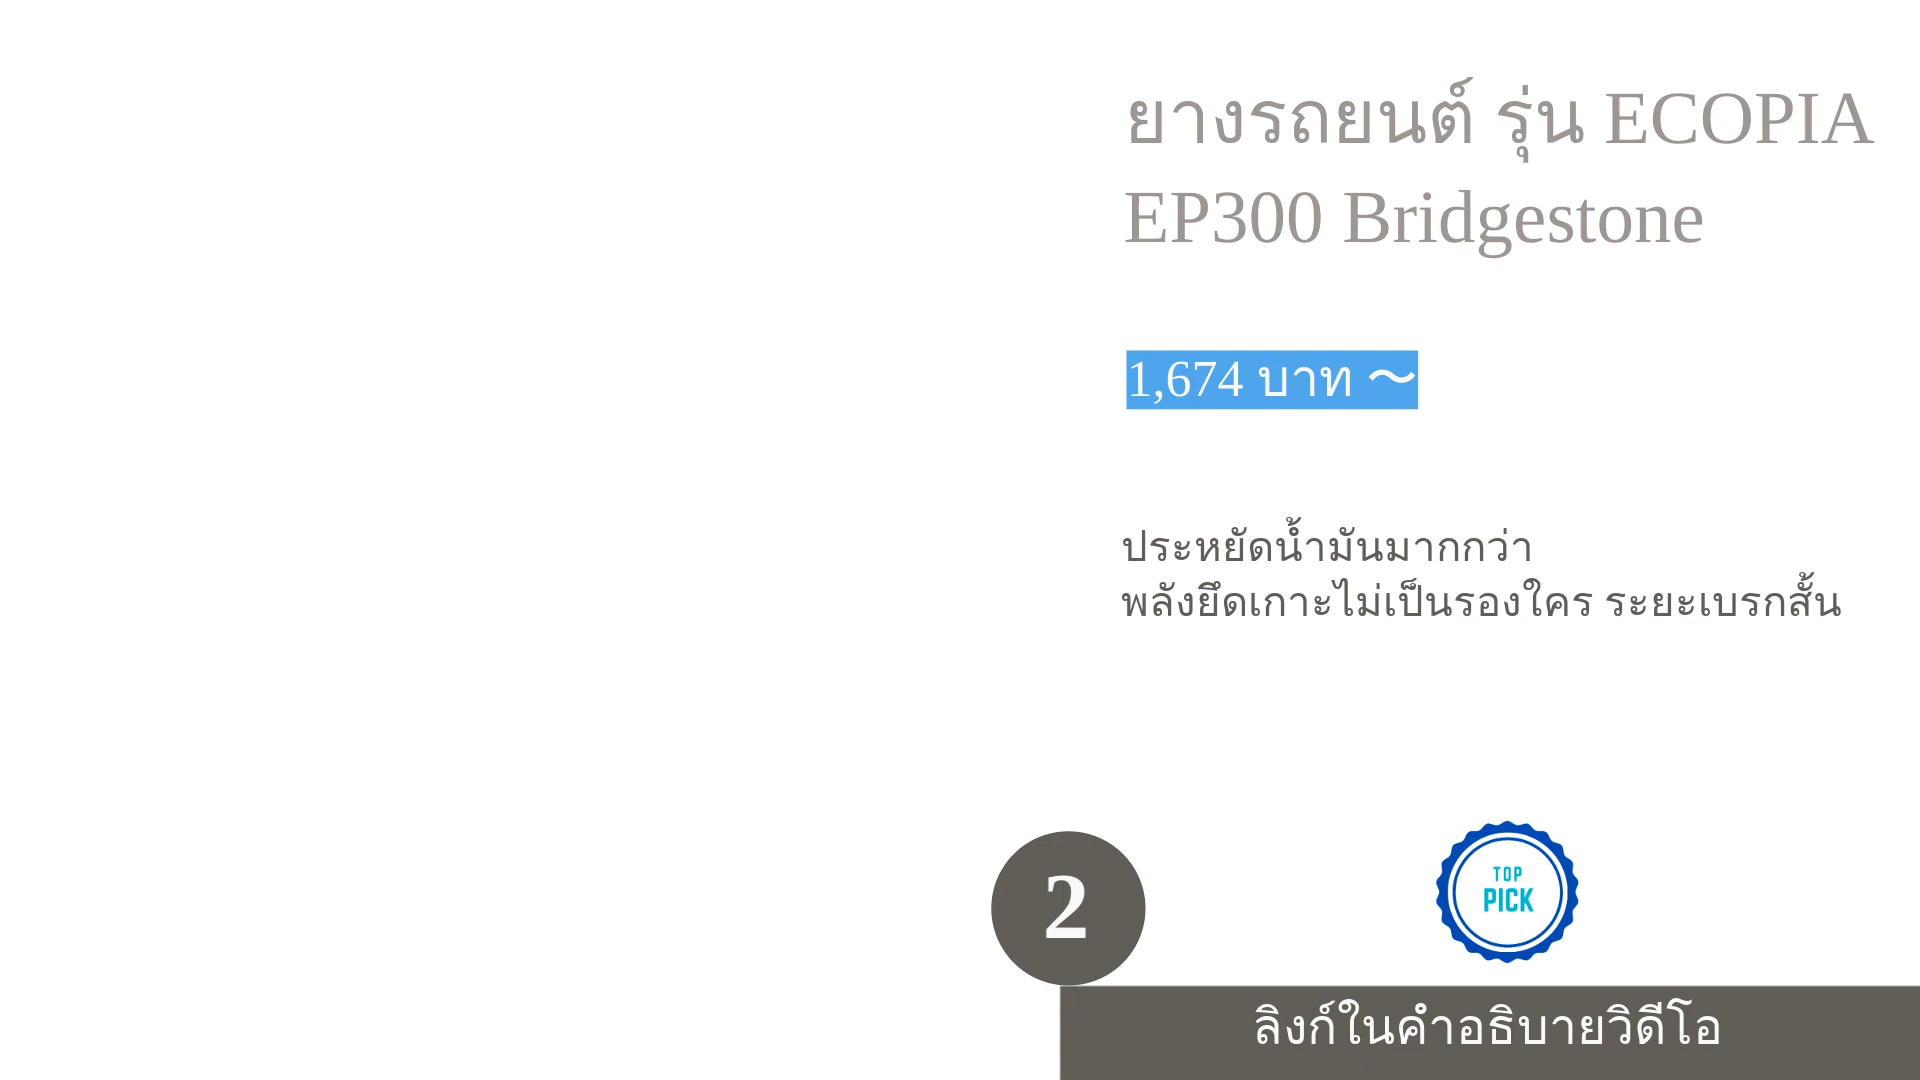 ยางรถยนต์ รุ่น ECOPIA
EP300 Bridgestone
1,674 บาท ～
ประหยัดน้ำมันมากกว่า
พลังยึดเกาะไม่เป็นรองใคร ระยะเบรกสั้น
2
TOP
PICK
ลิงก์ในคำอธิบายวิดีโอ